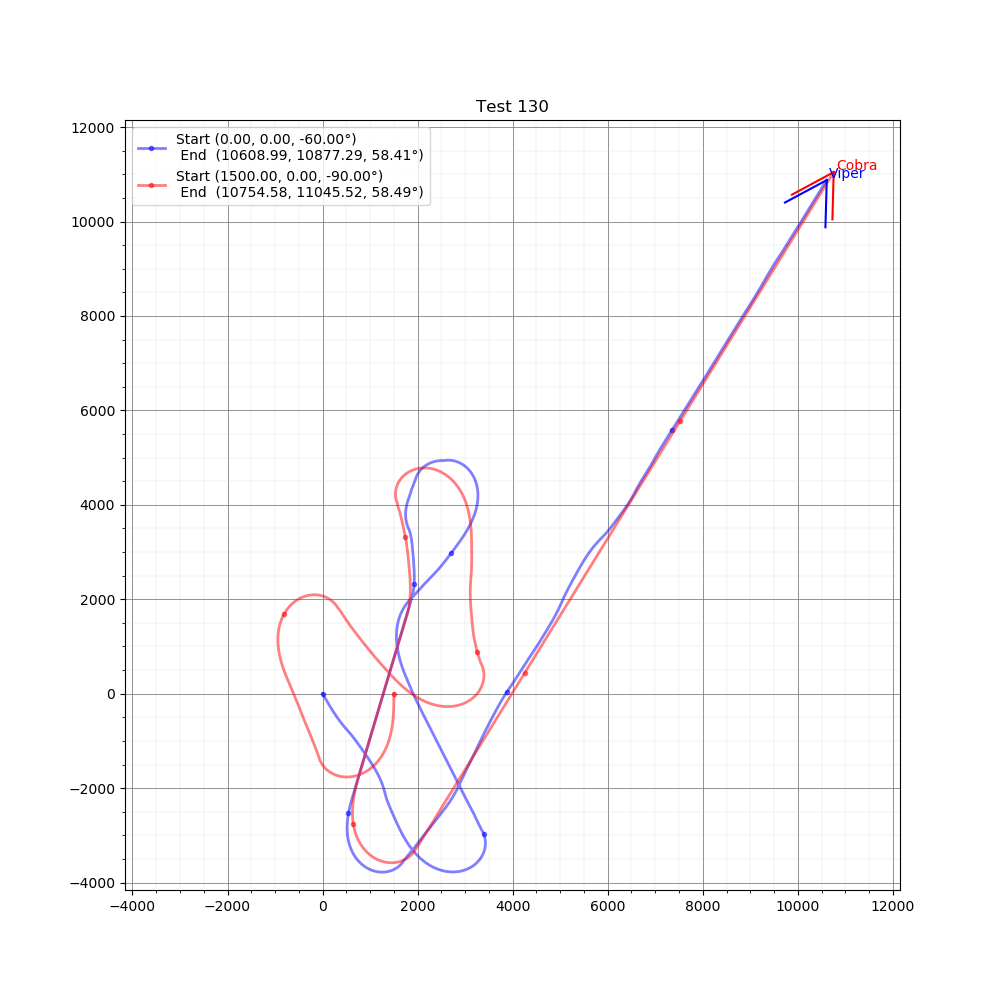 Test 130
Start (0.00, 0.00, -60.00°)
End (10608.99, 10877.29, 58.41°)
Start (1500.00, 0.00, -90.00°)
End (10754.58, 11045.52, 58.49°)
Cobra
Viper
12000
10000
8000
6000
4000
2000
0
−2000
−4000
−4000 −2000 0 2000 4000 6000 8000 10000 12000